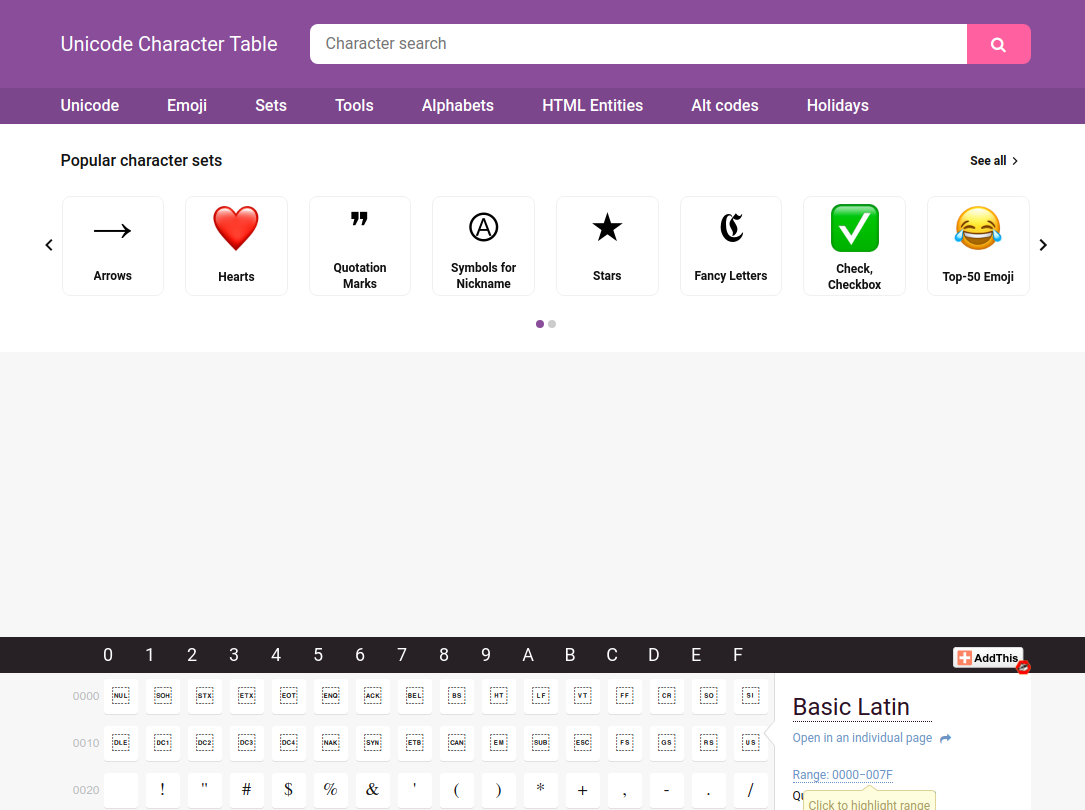 Unicode Character Table
Character search
Unicode Emoji Sets Tools Alphabets HTML Entities Alt codes Holidays
Popular character sets
See all
→ ❤️ ❞ Ⓐ ★ 𝕮 ✅ 😂
Arrows
Hearts
Quotation
Marks
Symbols for
Nickname
Stars
Fancy Letters
Check,
Checkbox
Top-50 Emoji
0 1 2 3 4 5 6 7 8 9 A B C D E F
AddThis
0000 NUL SOH STX ETX EOT ENQ ACK BEL BS HT LF VT FF CR SO SI
0010 DLE DC1 DC2 DC3 DC4 NAK SYN ETB CAN EM SUB ESC FS GS RS US
0020 ! " # $ % & ' ( ) * + , - . /
Basic Latin
Open in an individual page
Range: 0000–007F
Click to highlight range